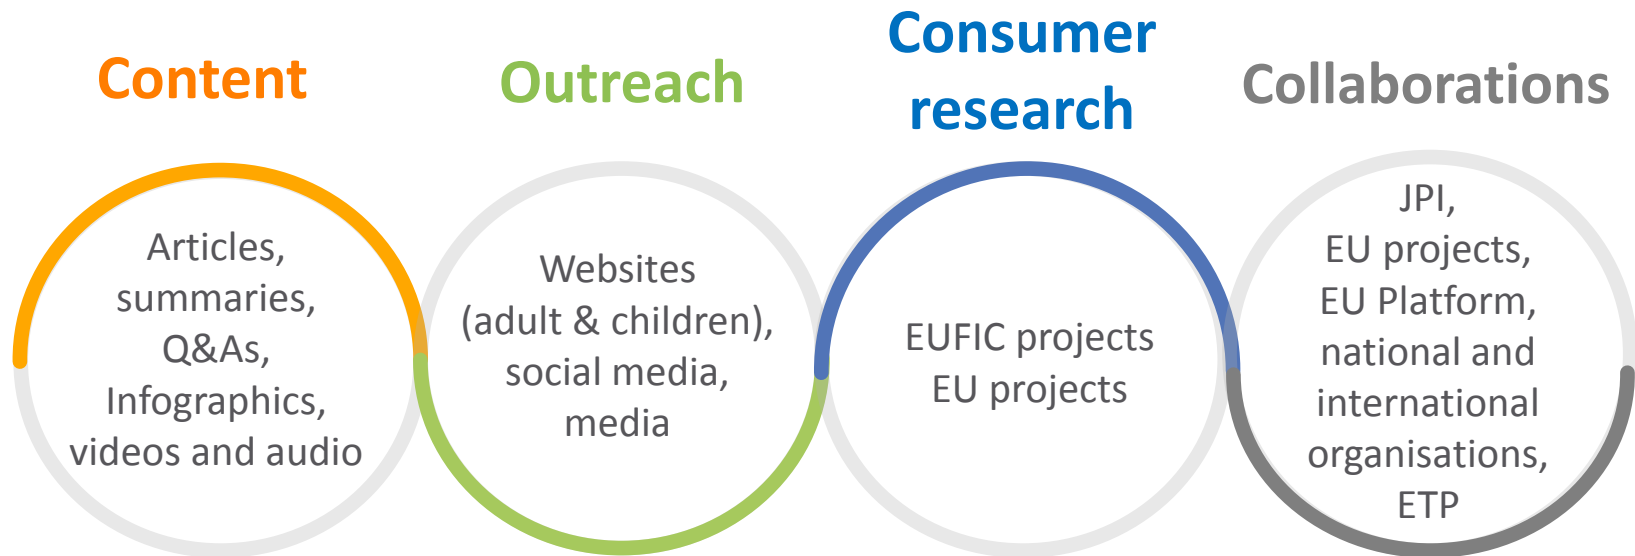 Content
Articles,
summaries,
Q&As,
Infographics,
videos and audio
Outreach
Websites
(adult & children),
social media,
media
Consumer
research
EUFIC projects
EU projects
Collaborations
JPI,
EU projects,
EU Platform,
national and
international
organisations,
ETP